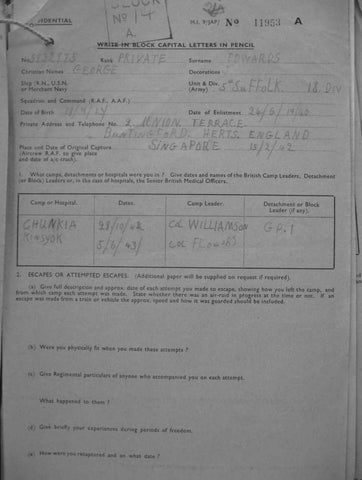 BLOCK
Nº 14
A.
CONFIDENTIAL
M.I. 9/JAP/ Nº 11953 A
WRITE IN BLOCK CAPITAL LETTERS IN PENCIL
No. Rank PRIVATE Surname EDWARDS
Christian Names GEORGE Decorations
Ship (R.N., U.S.N. or Merchant Navy) Unit & Div. (Army) 5th SUFFOLK 18 DIV
Squadron and Command (R.A.F., A.A.F.)
Date of Birth Date of Enlistment
Private Address and Telephone No. 2 UNION TERRACE
BUNTINGFORD. HERTS. ENGLAND
Place and Date of Original Capture SINGAPORE 15/2/42
(Aircrew R.A.F. to give place
and date of a/c crash).
1. What camps, detachments or hospitals were you in? Give dates and names of the British Camp Leaders, Detachment
(or Block) Leaders or, in the case of hospitals, the Senior British Medical Officers.
Camp or Hospital. Dates. Camp Leader. Detachment or Block
Leader (if any).
CHUNKIA 28/10/42 Col WILLIAMSON GP.1
KINSYOK 5/6/43/ Col
2. ESCAPES OR ATTEMPTED ESCAPES. (Additional paper will be supplied on request if required).
(a) Give full description and approx. date of each attempt you made to escape, showing how you left the camp, and
from which camp each attempt was made. State whether there was an air-raid in progress at the time or not. If an
escape was made from a train or vehicle the approx. speed and how it was guarded should be included.
(b) Were you physically fit when you made these attempts?
(c) Give Regimental particulars of anyone who accompanied you on each attempt.
What happened to them?
(d) Give briefly your experiences during periods of freedom.
(e) How were you recaptured and on what date?